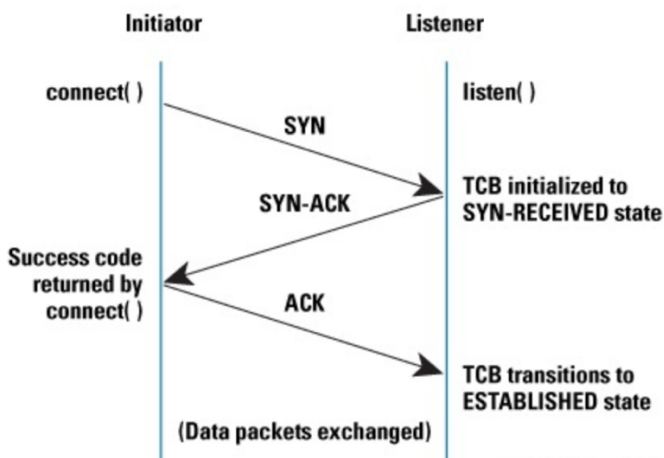 Initiator
Listener
connect( )
listen( )
SYN
TCB initialized to
SYN-RECEIVED state
SYN-ACK
Success code
returned by
connect( )
ACK
TCB transitions to
ESTABLISHED state
(Data packets exchanged)